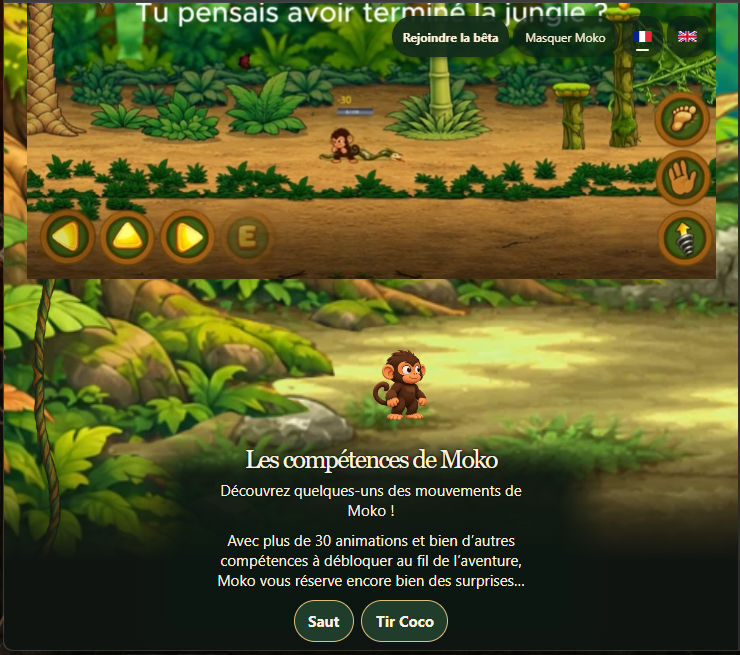 Tu pensais avoir terminé la jungle ?
Rejoindre la bêta
Masquer Moko
-30
E
Les compétences de Moko
Découvrez quelques-uns des mouvements de
Moko !
Avec plus de 30 animations et bien d’autres
compétences à débloquer au fil de l’aventure,
Moko vous réserve encore bien des surprises...
Saut
Tir Coco